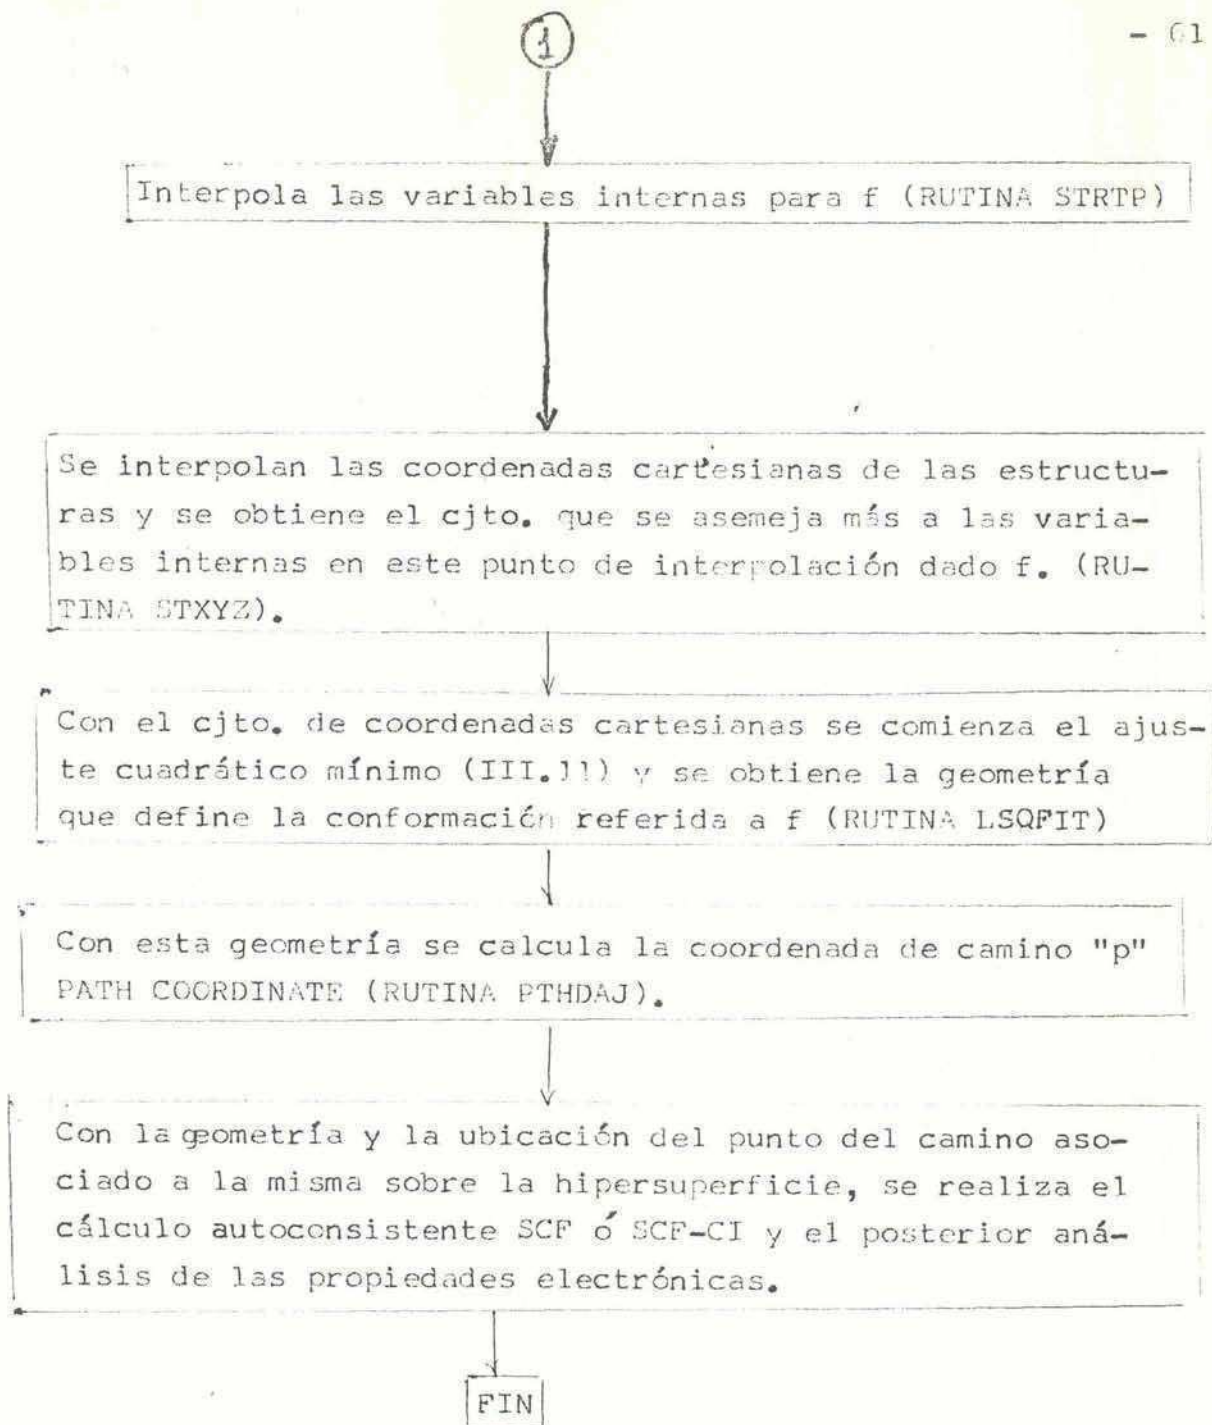 - 61
1
Interpola las variables internas para f (RUTINA STRTP)
Se interpolan las coordenadas cartesianas de las estructu-
ras y se obtiene el cjto. que se asemeja más a las varia-
bles internas en este punto de interpolación dado f. (RU-
TINA STXYZ).
Con el cjto. de coordenadas cartesianas se comienza el ajus-
te cuadrático mínimo (III.11) y se obtiene la geometría
que define la conformación referida a f (RUTINA LSQFIT)
Con esta geometría se calcula la coordenada de camino "p"
PATH COORDINATE (RUTINA PTHDAJ).
Con la geometría y la ubicación del punto del camino aso-
ciado a la misma sobre la hipersuperficie, se realiza el
cálculo autoconsistente SCF ó SCF-CI y el posterior aná-
lisis de las propiedades electrónicas.
FIN